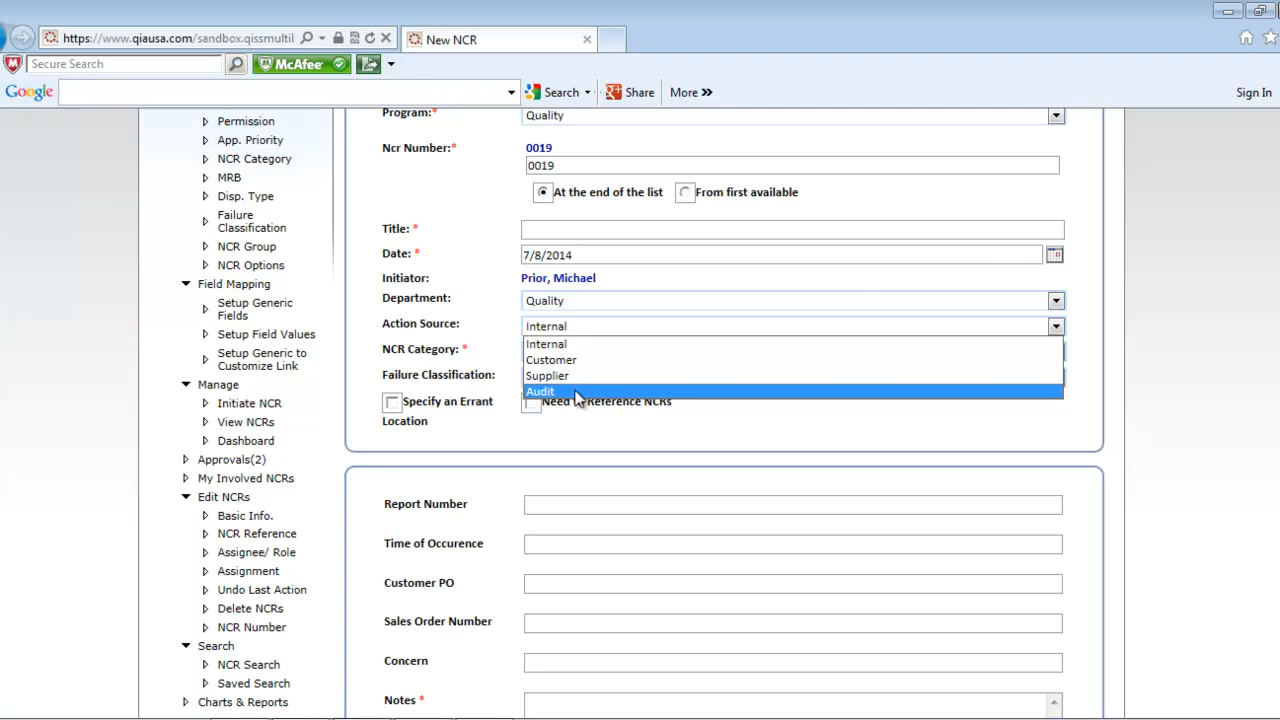 https://www.qiausa.com/sandbox.qissmultil
New NCR
Secure Search
McAfee
Google
Search
Share
More »
Sign In
Permission
App. Priority
NCR Category
MRB
Disp. Type
Failure
Classification
NCR Group
NCR Options
Field Mapping
Setup Generic
Fields
Setup Field Values
Setup Generic to
Customize Link
Manage
Initiate NCR
View NCRs
Dashboard
Approvals(2)
My Involved NCRs
Edit NCRs
Basic Info.
NCR Reference
Assignee/ Role
Assignment
Undo Last Action
Delete NCRs
NCR Number
Search
NCR Search
Saved Search
Charts & Reports
Program:* Quality
Ncr Number:* 0019
0019
At the end of the list From first available
Title: *
Date: * 7/8/2014
Initiator: Prior, Michael
Department: Quality
Action Source: Internal
Internal
NCR Category: *
Customer
Supplier
Failure Classification:
Audit
Specify an Errant
Location
Reference NCRs
Report Number
Time of Occurence
Customer PO
Sales Order Number
Concern
Notes *